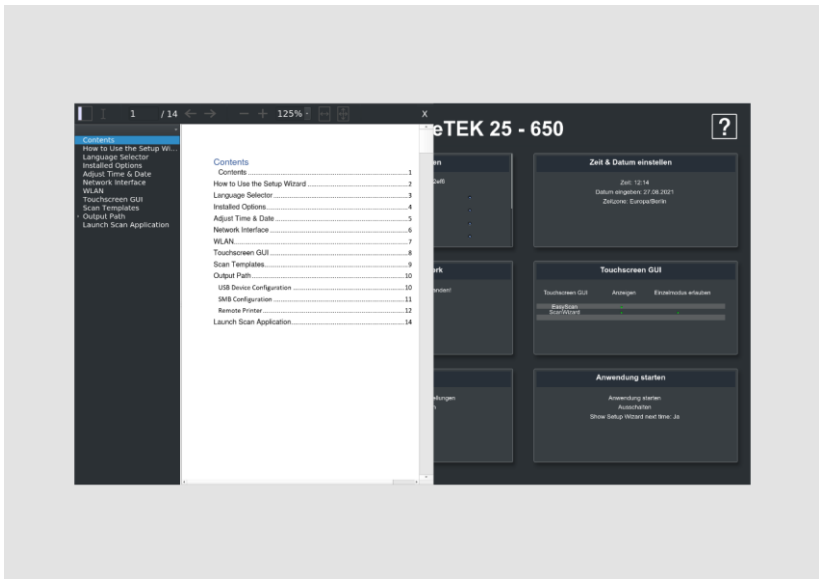 1 / 14 125% X
Contents
How to Use the Setup Wi...
Language Selector
Installed Options
Adjust Time & Date
Network Interface
WLAN
Touchscreen GUI
Scan Templates
Output Path
Launch Scan Application
Contents
Contents 1
How to Use the Setup Wizard 2
Language Selector 3
Installed Options 4
Adjust Time & Date 5
Network Interface 6
WLAN 7
Touchscreen GUI 8
Scan Templates 9
Output Path 10
USB Device Configuration 10
SMB Configuration 11
Remote Printer 12
Launch Scan Application 14
eTEK 25 - 650 ?
en
Zeit & Datum einstellen
Zeit: 12:14
Datum eingeben: 27.08.2021
Zeitzone: Europa/Berlin
rk
Touchscreen GUI
Touchscreen GUI Anzeigen Einzelmodus erlauben
EasyScan
ScanWizard
Anwendung starten
ellungen
Anwendung starten
Ausschalten
Show Setup Wizard next time: Ja